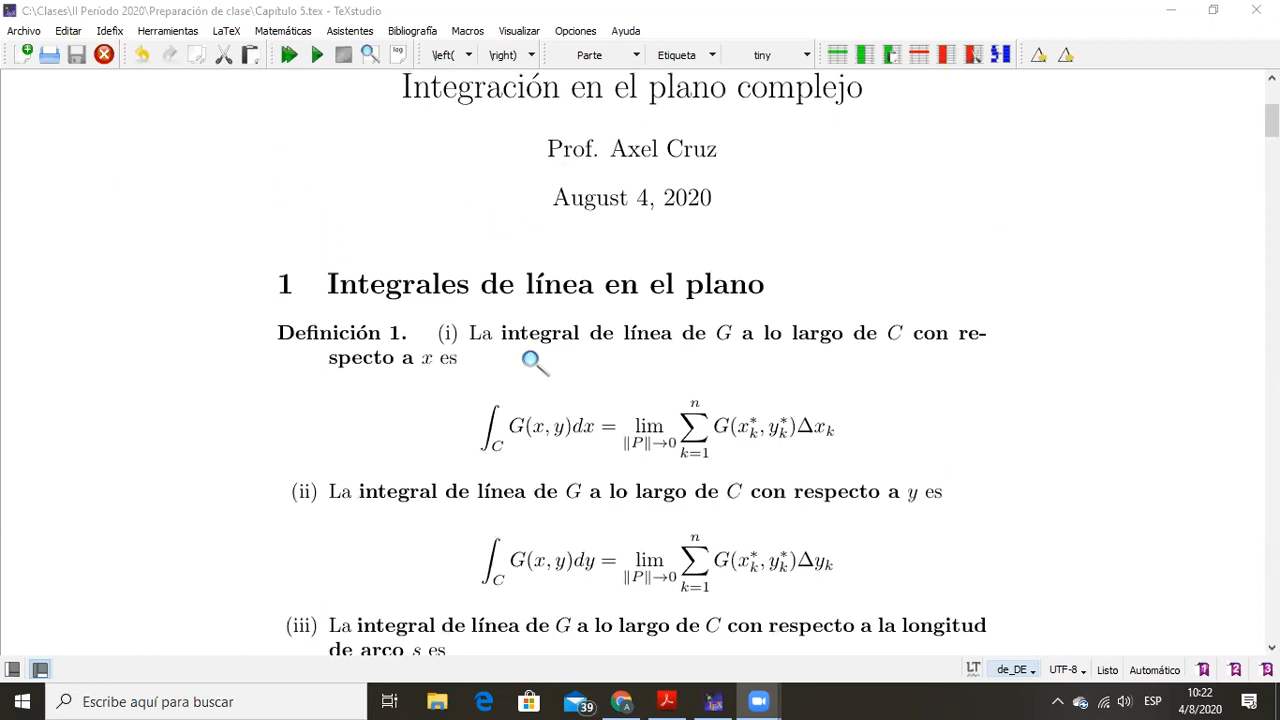 C:\Clases\II Período 2020\Preparación de clase\Capítulo 5.tex - TeXstudio
Archivo Editar Idefix Herramientas LaTeX Matemáticas Asistentes Bibliografía Macros Visualizar Opciones Ayuda
log \left( \right) Parte Etiqueta tiny
Integración en el plano complejo
Prof. Axel Cruz
August 4, 2020
1 Integrales de línea en el plano
Definición 1. (i) La integral de línea de G a lo largo de C con re-
specto a x es
∫_C G(x, y)dx = lim_{‖P‖→0} ∑_{k=1}^{n} G(x_k^*, y_k^*)Δx_k
(ii) La integral de línea de G a lo largo de C con respecto a y es
∫_C G(x, y)dy = lim_{‖P‖→0} ∑_{k=1}^{n} G(x_k^*, y_k^*)Δy_k
(iii) La integral de línea de G a lo largo de C con respecto a la longitud
de arco s es
LT de_DE UTF-8 Listo Automático 1 2 3
Escribe aquí para buscar 39 ESP 10:22
4/8/2020